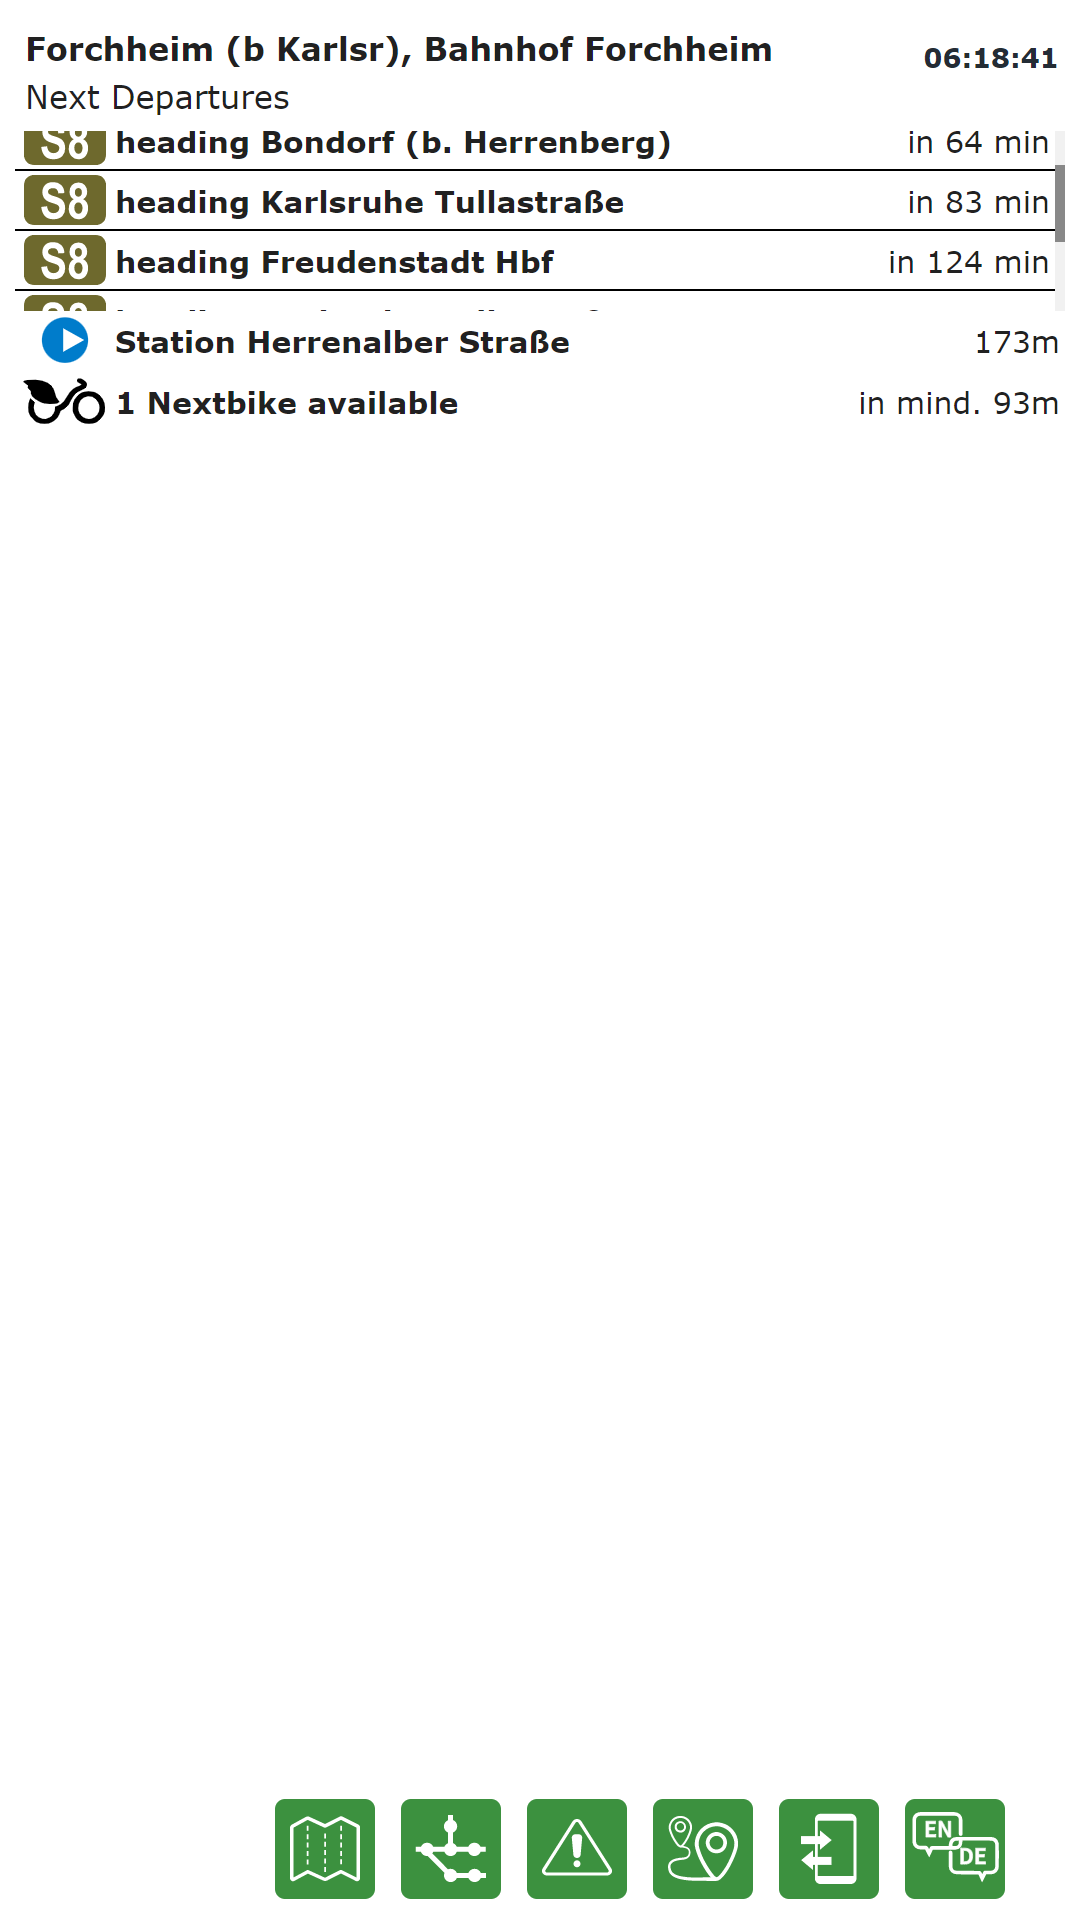 Forchheim (b Karlsr), Bahnhof Forchheim
06:18:41
Next Departures
S8 heading Bondorf (b. Herrenberg) in 64 min
S8 heading Karlsruhe Tullastraße in 83 min
S8 heading Freudenstadt Hbf in 124 min
Station Herrenalber Straße 173m
1 Nextbike available in mind. 93m
EN
DE